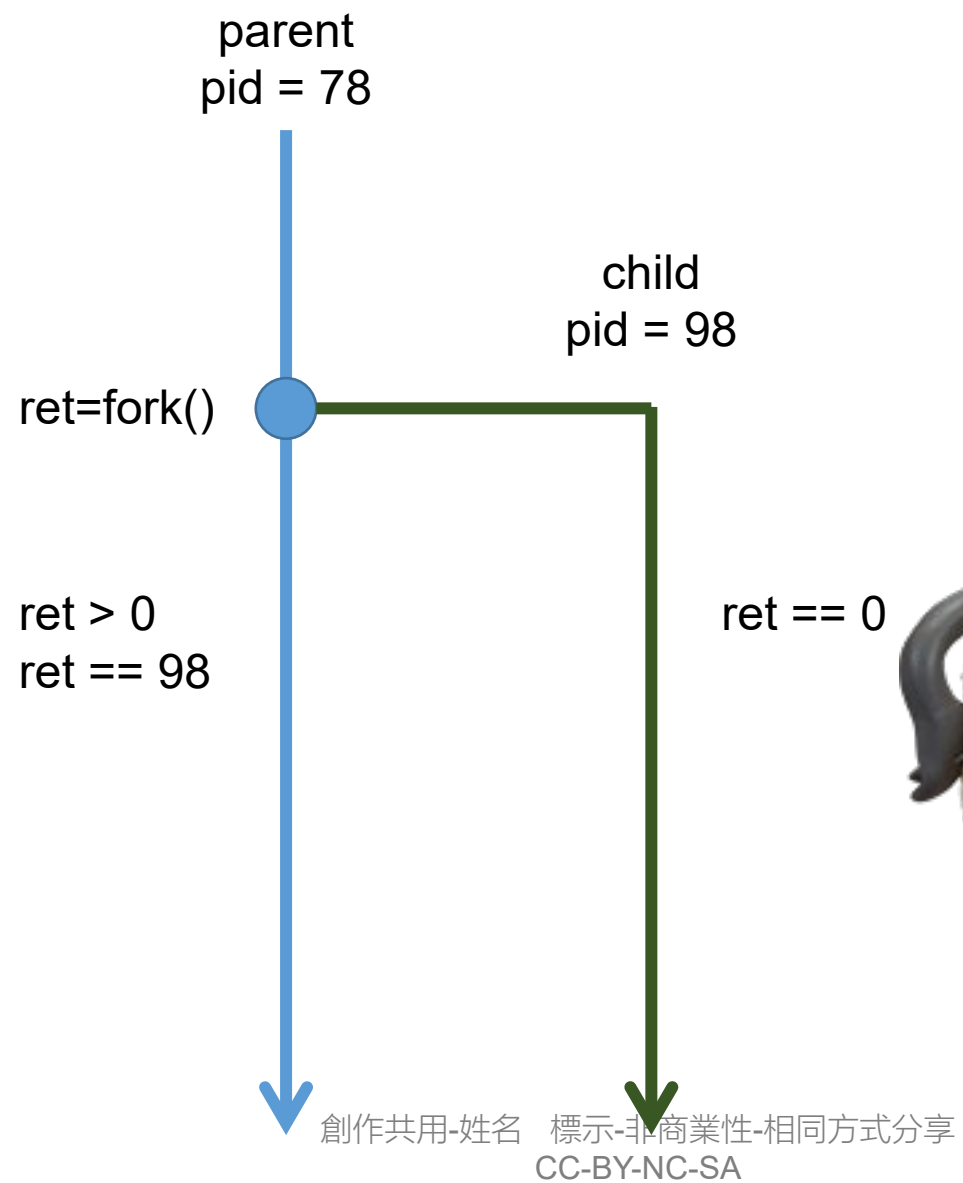 parent
pid = 78
child
pid = 98
ret=fork()
ret > 0
ret == 98
ret == 0
創作共用-姓名 標示-非商業性-相同方式分享
CC-BY-NC-SA